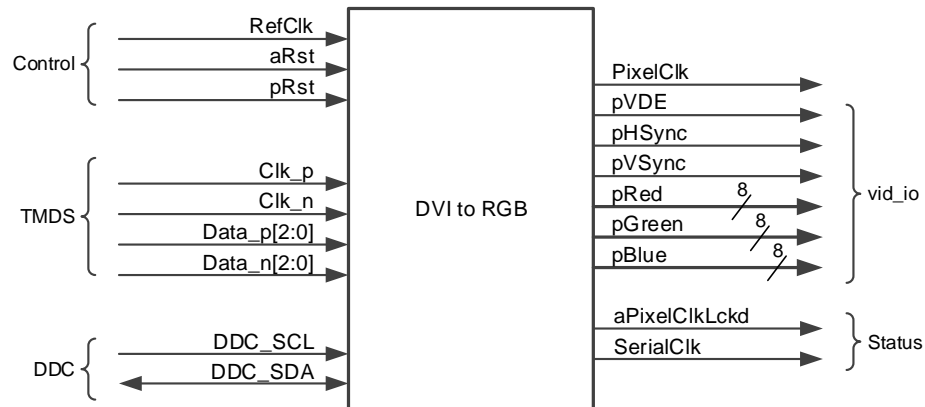 Control
RefClk
aRst
pRst
TMDS
Clk_p
Clk_n
Data_p[2:0]
Data_n[2:0]
DDC
DDC_SCL
DDC_SDA
DVI to RGB
PixelClk
pVDE
pHSync
pVSync
pRed 8
pGreen 8
pBlue 8
vid_io
aPixelClkLckd
SerialClk
Status